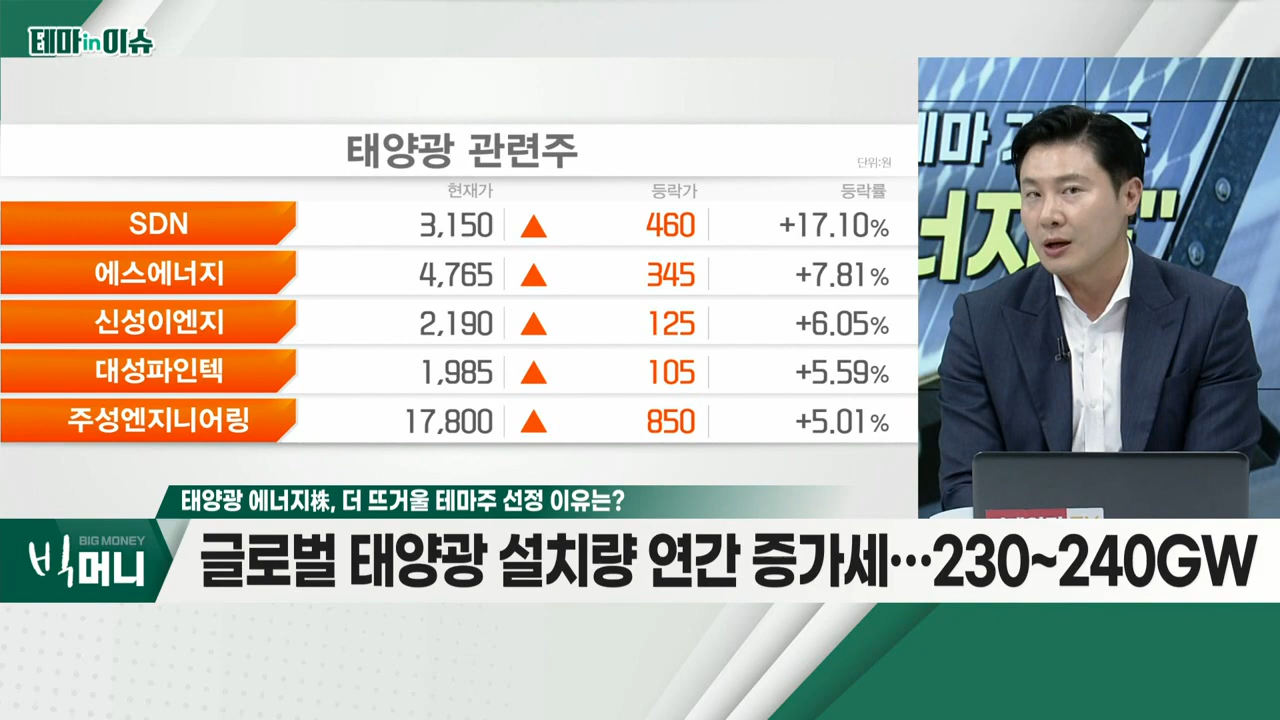 테마in이슈
태양광 관련주
단위:원
현재가 등락가 등락률
SDN 3,150 ▲ 460 +17.10%
에스에너지 4,765 ▲ 345 +7.81%
신성이엔지 2,190 ▲ 125 +6.05%
대성파인텍 1,985 ▲ 105 +5.59%
주성엔지니어링 17,800 ▲ 850 +5.01%
테마
너지
"
태양광 에너지株, 더 뜨거울 테마주 선정 이유는?
BIG MONEY
빅머니
글로벌 태양광 설치량 연간 증가세…230~240GW